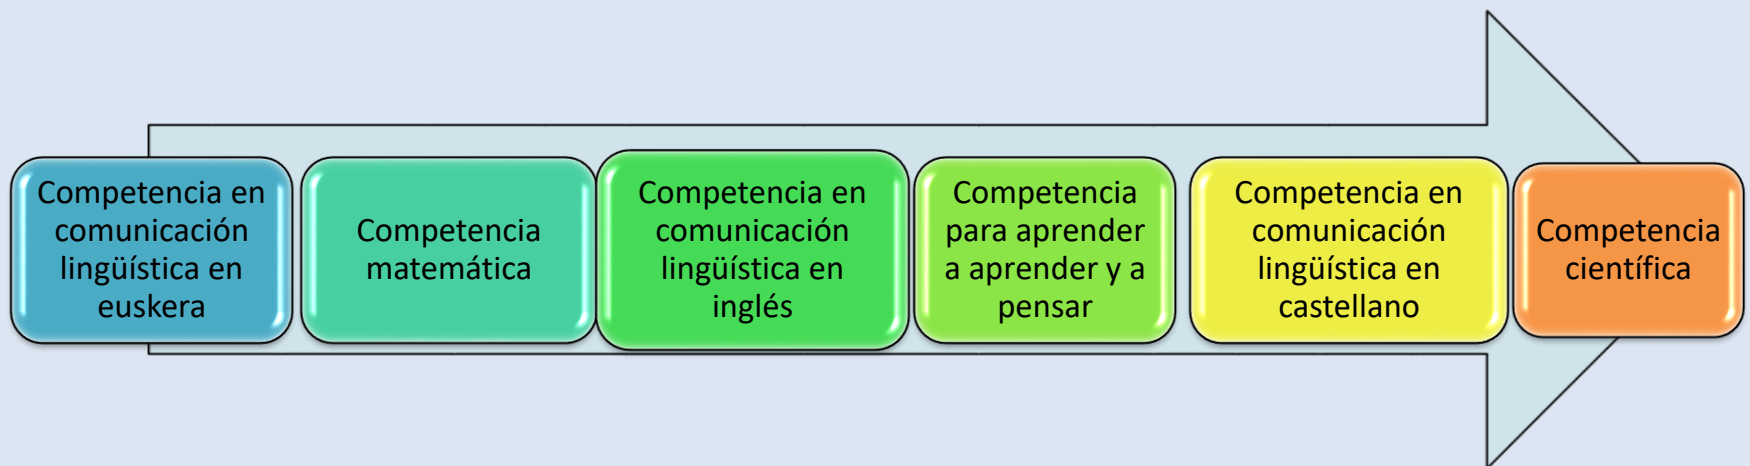 Competencia en
comunicación
lingüística en
euskera
Competencia
matemática
Competencia en
comunicación
lingüística en
inglés
Competencia
para aprender
a aprender y a
pensar
Competencia en
comunicación
lingüística en
castellano
Competencia
científica